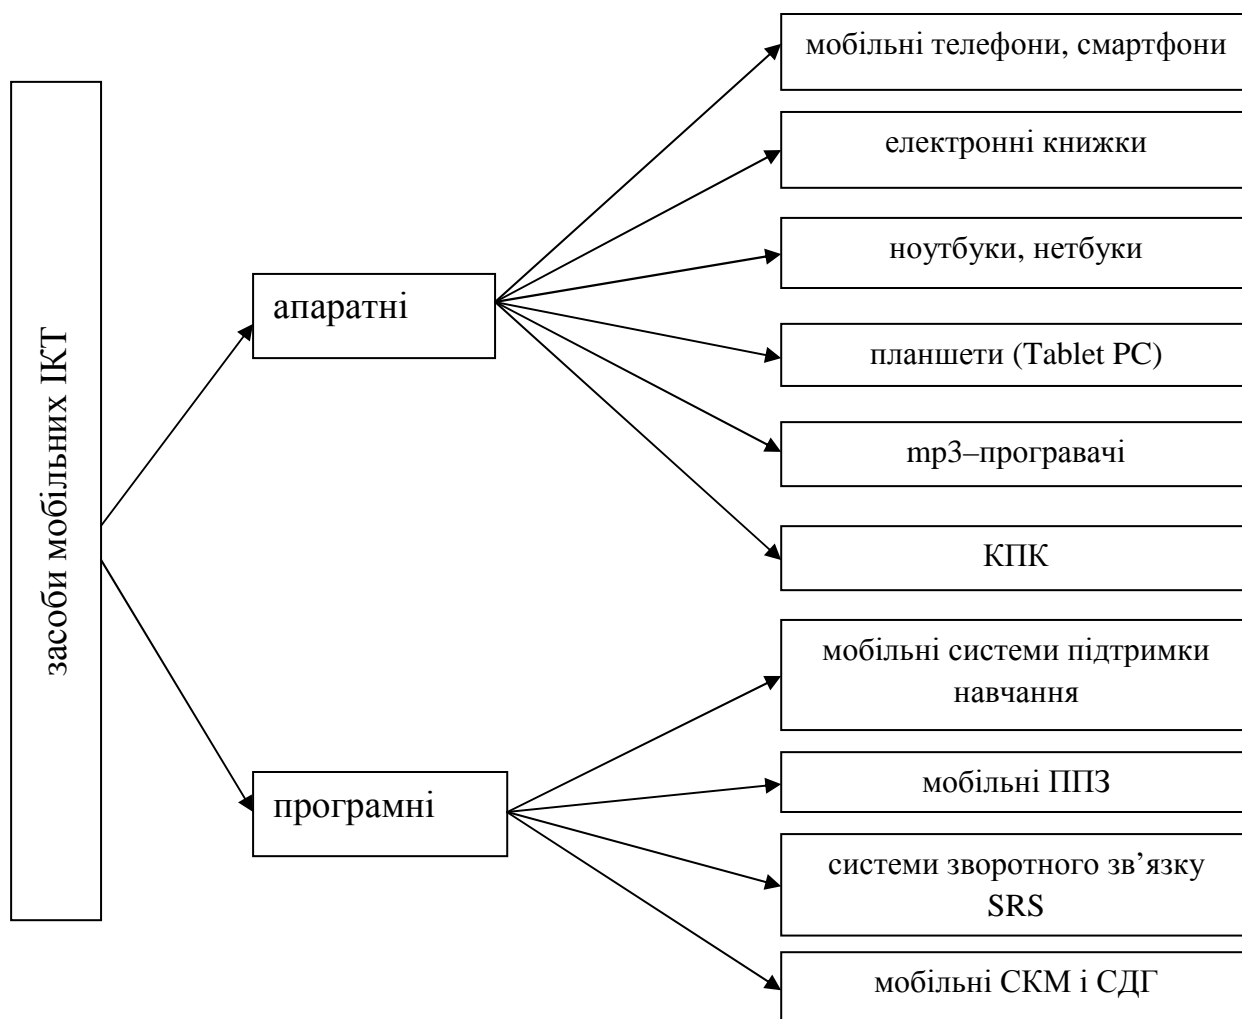 засоби мобільних ІКТ
апаратні
мобільні телефони, смартфони
електронні книжки
ноутбуки, нетбуки
планшети (Tablet PC)
mp3–програвачі
КПК
програмні
мобільні системи підтримки
навчання
мобільні ППЗ
системи зворотного зв’язку
SRS
мобільні СКМ і СДГ